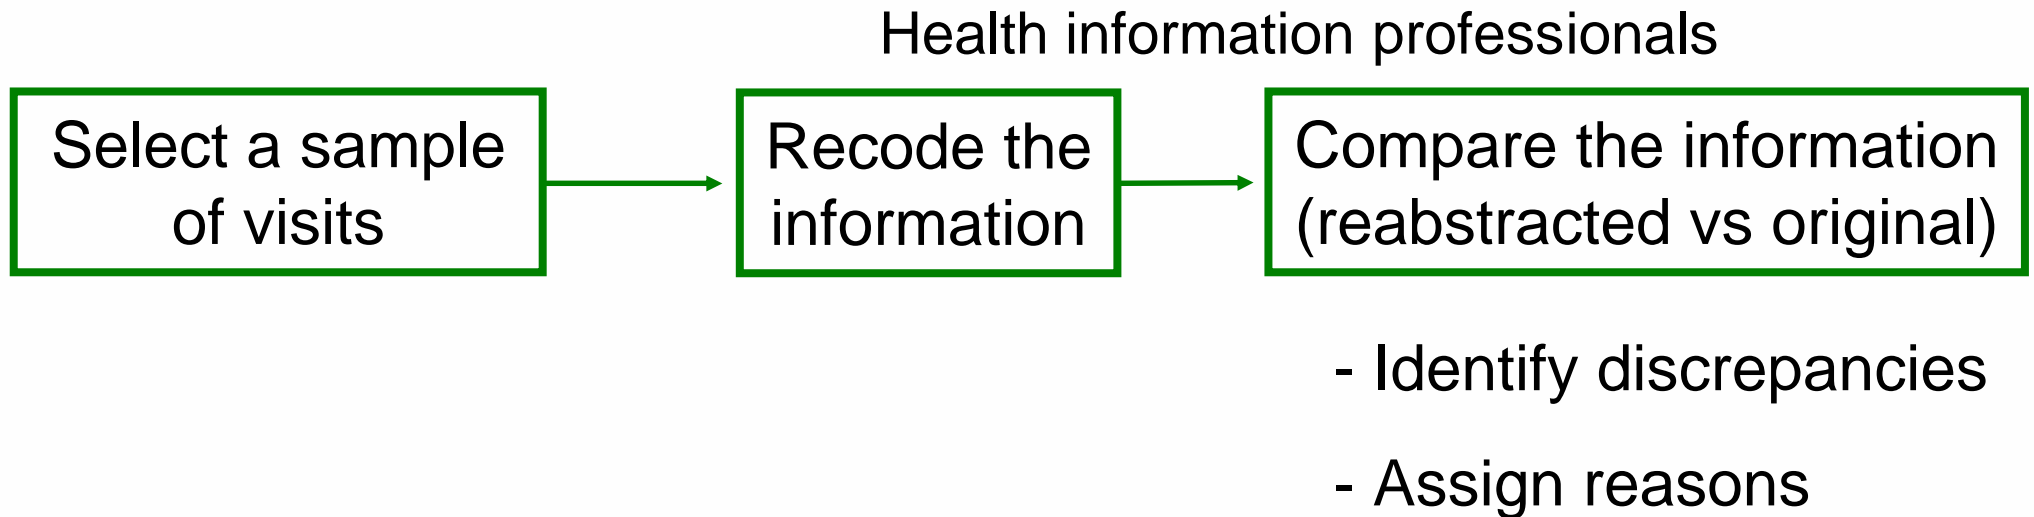 Health information professionals
Select a sample
of visits
Recode the
information
Compare the information
(reabstracted vs original)
- Identify discrepancies
- Assign reasons